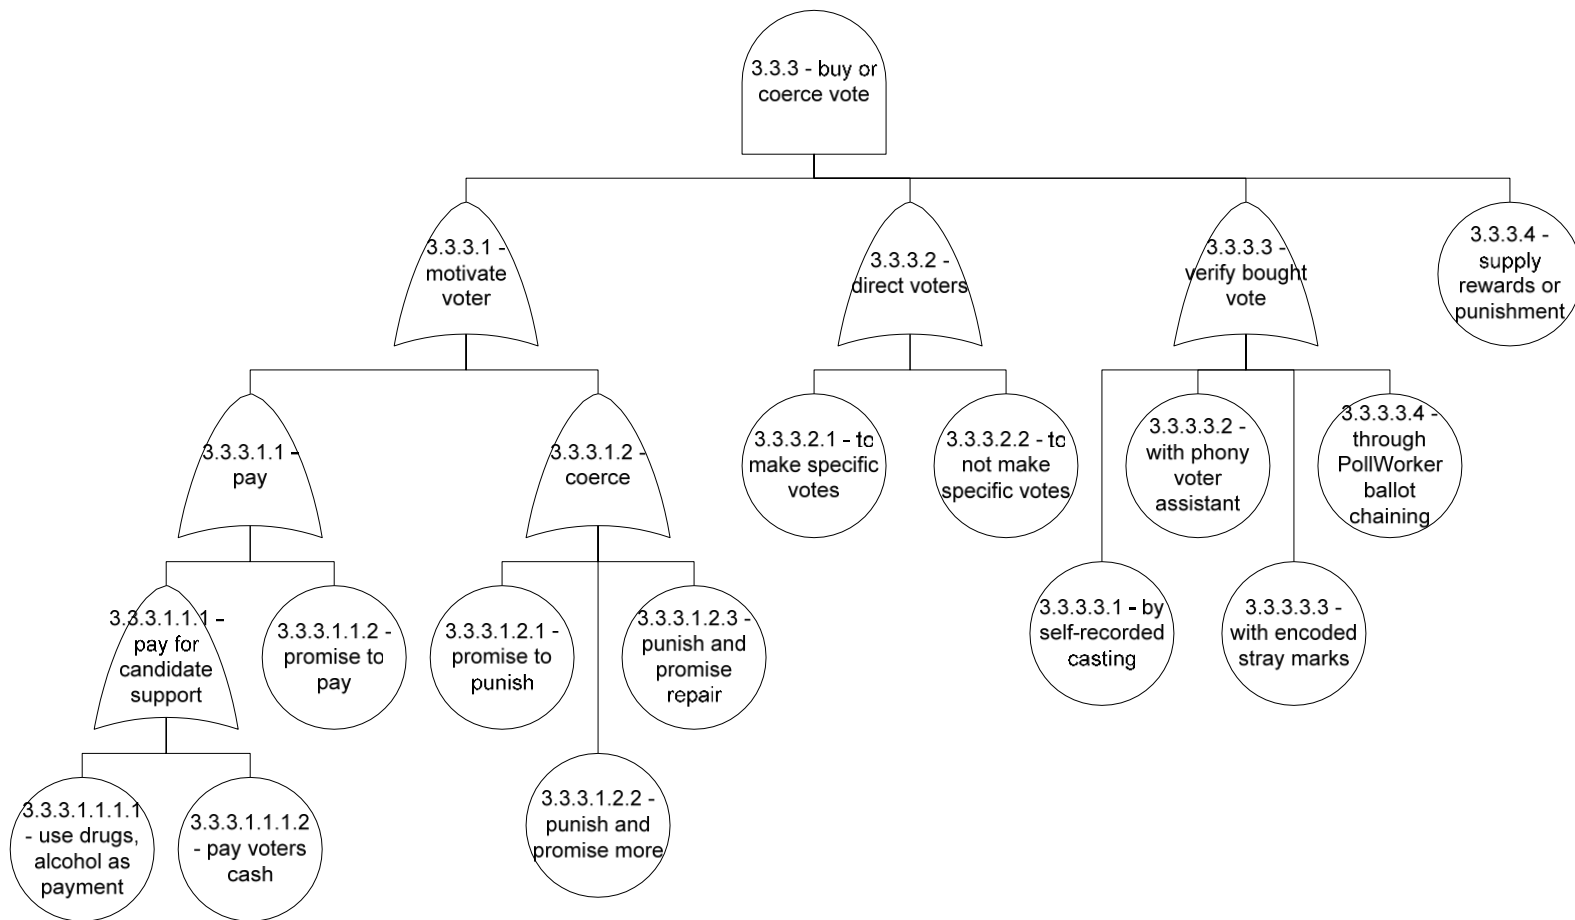 3.3.3 - buy or
coerce vote
3.3.3.1 -
motivate
voter
3.3.3.2 -
direct voters
3.3.3.3 -
verify bought
vote
3.3.3.4 -
supply
rewards or
punishment
3.3.3.1.1 -
pay
3.3.3.1.2 -
coerce
3.3.3.2.1 - to
make specific
votes
3.3.3.2.2 - to
not make
specific votes
3.3.3.3.2 -
with phony
voter
assistant
3.3.3.3.4 -
through
PollWorker
ballot
chaining
3.3.3.1.1.1 -
pay for
candidate
support
3.3.3.1.1.2 -
promise to
pay
3.3.3.1.2.1 -
promise to
punish
3.3.3.1.2.3 -
punish and
promise
repair
3.3.3.3.1 - by
self-recorded
casting
3.3.3.3.3 -
with encoded
stray marks
3.3.3.1.1.1.1
- use drugs,
alcohol as
payment
3.3.3.1.1.1.2
- pay voters
cash
3.3.3.1.2.2 -
punish and
promise more